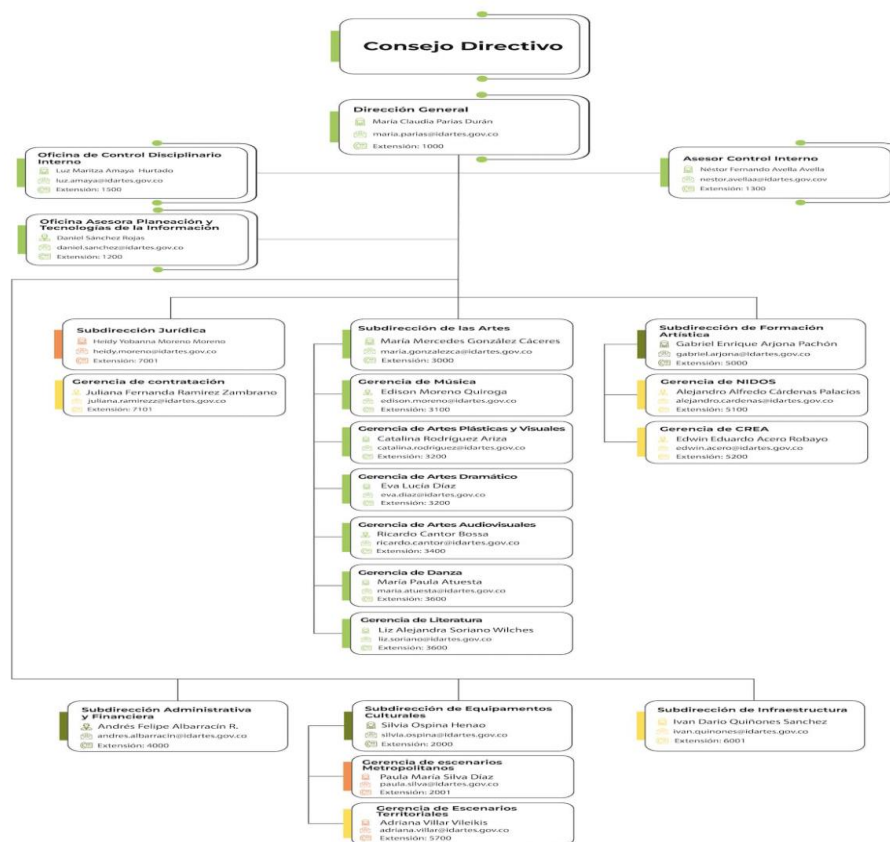 Consejo Directivo
Dirección General
María Claudia Parías Durán
maria.parias@idartes.gov.co
Extensión: 1000
Oficina de Control Disciplinario
Interno
Luz Maritza Amaya Hurtado
luz.amaya@idartes.gov.co
Extensión: 1500
Asesor Control Interno
Néstor Fernando Avella Avella
nestor.avellaa@idartes.gov.cov
Extensión: 1300
Oficina Asesora Planeación y
Tecnologías de la Información
Daniel Sánchez Rojas
daniel.sanchez@idartes.gov.co
Extensión: 1200
Subdirección Jurídica
Heidy Yobanna Moreno Moreno
heidy.moreno@idartes.gov.co
Extensión: 7001
Gerencia de contratación
Juliana Fernanda Ramirez Zambrano
juliana.ramirezz@idartes.gov.co
Extensión: 7101
Subdirección de las Artes
María Mercedes González Cáceres
maria.gonzalezca@idartes.gov.co
Extensión: 3000
Gerencia de Música
Edison Moreno Quiroga
edison.moreno@idartes.gov.co
Extensión: 3100
Gerencia de Artes Plásticas y Visuales
Catalina Rodríguez Ariza
catalina.rodriguez@idartes.gov.co
Extensión: 3200
Gerencia de Artes Dramático
Eva Lucía Díaz
eva.diaz@idartes.gov.co
Extensión: 3200
Gerencia de Artes Audiovisuales
Ricardo Cantor Bossa
ricardo.cantor@idartes.gov.co
Extensión: 3400
Gerencia de Danza
María Paula Atuesta
maria.atuesta@idartes.gov.co
Extensión: 3600
Gerencia de Literatura
Liz Alejandra Soriano Wilches
liz.soriano@idartes.gov.co
Extensión: 3600
Subdirección de Formación
Artística
Gabriel Enrique Arjona Pachón
gabriel.arjona@idartes.gov.co
Extensión: 5000
Gerencia de NIDOS
Alejandro Alfredo Cárdenas Palacios
alejandro.cardenas@idartes.gov.co
Extensión: 5100
Gerencia de CREA
Edwin Eduardo Acero Robayo
edwin.acero@idartes.gov.co
Extensión: 5200
Subdirección Administrativa
y Financiera
Andrés Felipe Albarracín R.
andres.albarracin@idartes.gov.co
Extensión: 4000
Subdirección de Equipamentos
Culturales
Silvia Ospina Henao
silvia.ospina@idartes.gov.co
Extensión: 2000
Gerencia de escenarios
Metropolitanos
Paula María Silva Díaz
paula.silva@idartes.gov.co
Extensión: 2001
Gerencia de Escenarios
Territoriales
Adriana Villar Vileikis
adriana.villar@idartes.gov.co
Extensión: 5700
Subdirección de Infraestructura
Ivan Dario Quiñones Sanchez
ivan.quinones@idartes.gov.co
Extensión: 6001